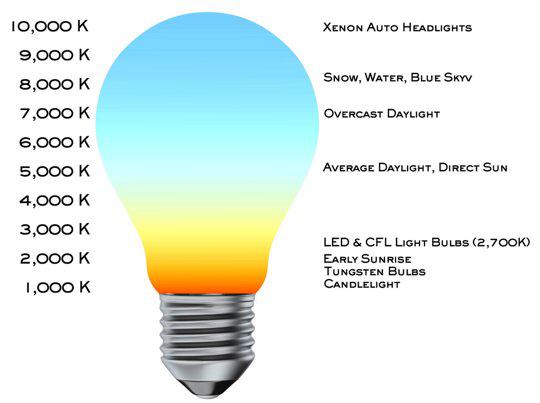 10,000 K
Xenon Auto Headlights
9,000 K
Snow, Water, Blue Skyv
8,000 K
7,000 K
Overcast Daylight
6,000 K
5,000 K
Average Daylight, Direct Sun
4,000 K
3,000 K
LED & CFL Light Bulbs (2,700K)
2,000 K
Early Sunrise
Tungsten Bulbs
1,000 K
Candlelight